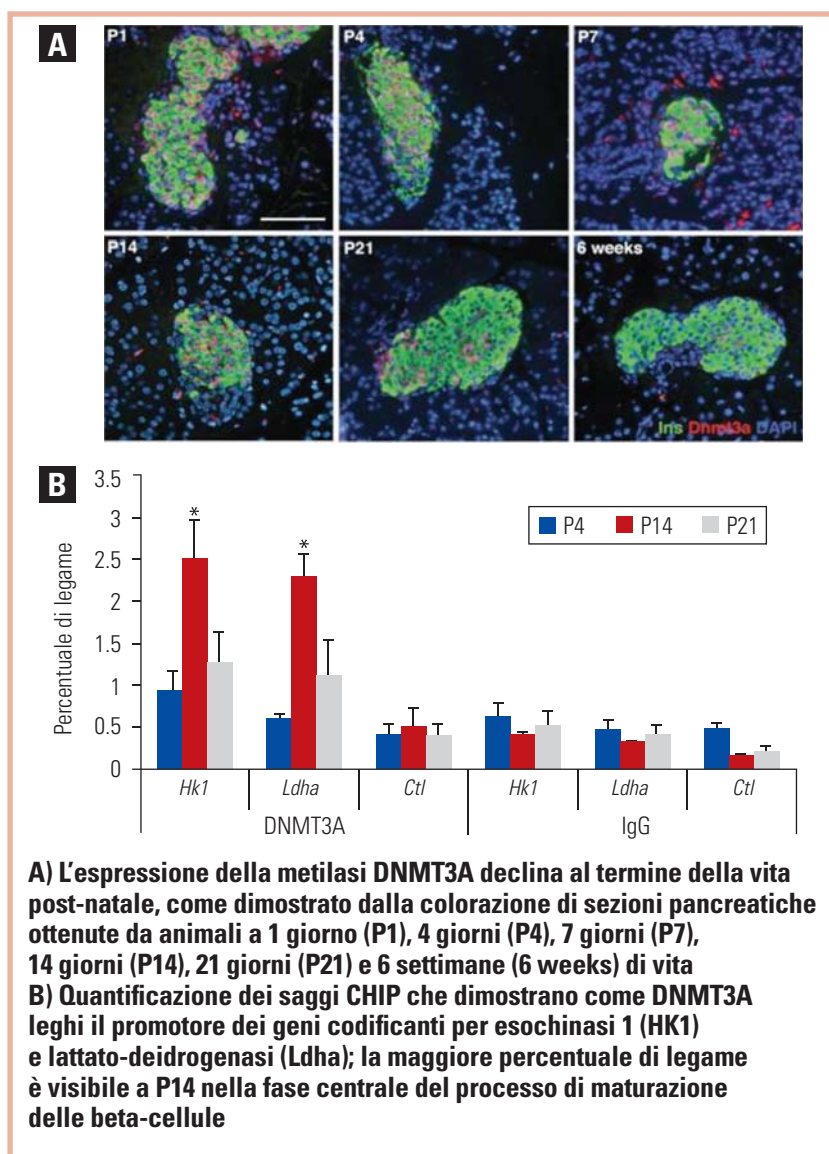 A
P1
P4
P7
P14
P21
6 weeks
Ins Dnmt3a DAPI
B
3.5
3
2.5
2
1.5
1
0.5
0
Percentuale di legame
P4 P14 P21
* *
Hk1 Ldha Ctl Hk1 Ldha Ctl
DNMT3A IgG
A) L'espressione della metilasi DNMT3A declina al termine della vita
post-natale, come dimostrato dalla colorazione di sezioni pancreatiche
ottenute da animali a 1 giorno (P1), 4 giorni (P4), 7 giorni (P7),
14 giorni (P14), 21 giorni (P21) e 6 settimane (6 weeks) di vita
B) Quantificazione dei saggi CHIP che dimostrano come DNMT3A
leghi il promotore dei geni codificanti per esochinasi 1 (HK1)
e lattato-deidrogenasi (Ldha); la maggiore percentuale di legame
è visibile a P14 nella fase centrale del processo di maturazione
delle beta-cellule